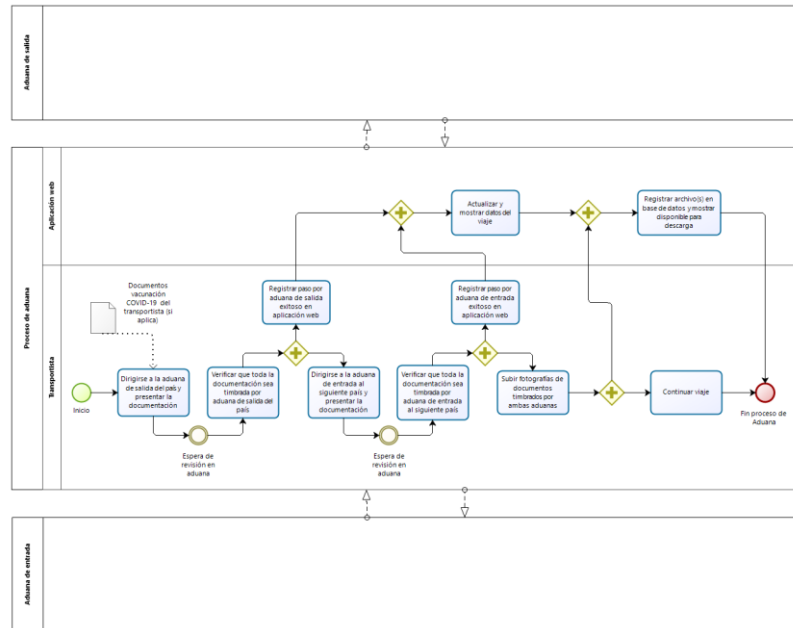 Aduana de salida
Proceso de aduana
Aplicación web
Actualizar y
mostrar datos del
viaje
Registrar archivo(s) en
base de datos y mostrar
disponible para
descarga
Transportista
Documentos
vacunación
COVID-19 del
transportista (si
aplica)
Registrar paso por
aduana de salida
exitoso en
aplicación web
Registrar paso por
aduana de entrada
exitoso en
aplicación web
Inicio
Dirigirse a la aduana
de salida del país y
presentar la
documentación
Espera de
revisión en
aduana
Verificar que toda la
documentación sea
timbrada por
aduana de salida del
país
Dirigirse a la aduana
de entrada al
siguiente país y
presentar la
documentación
Espera de
revisión en
aduana
Verificar que toda la
documentación sea
timbrada por
aduana de entrada al
siguiente país
Subir fotografías de
documentos
timbrados por
ambas aduanas
Continuar viaje
Fin proceso de
Aduana
Aduana de entrada